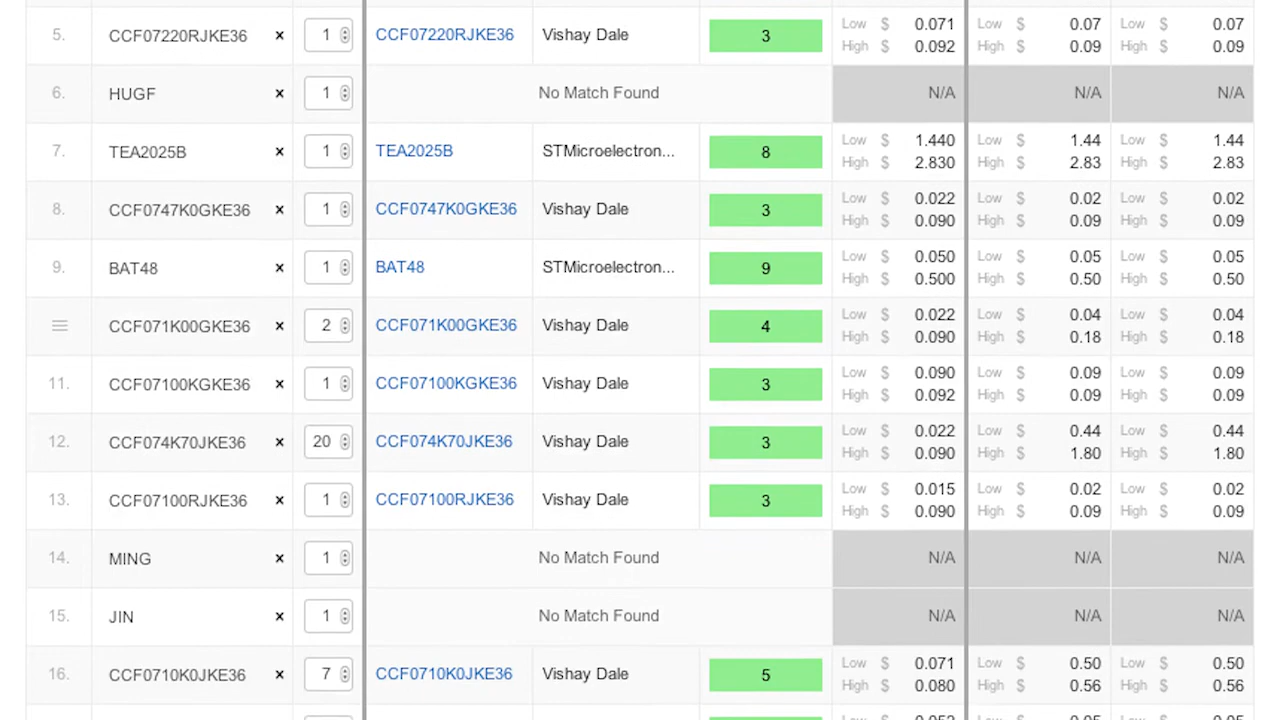 5. CCF07220RJKE36 × 1 CCF07220RJKE36 Vishay Dale 3 Low $ 0.071 Low $ 0.07 Low $ 0.07
High $ 0.092 High $ 0.09 High $ 0.09
6. HUGF × 1 No Match Found N/A N/A N/A
7. TEA2025B × 1 TEA2025B STMicroelectron... 8 Low $ 1.440 Low $ 1.44 Low $ 1.44
High $ 2.830 High $ 2.83 High $ 2.83
8. CCF0747K0GKE36 × 1 CCF0747K0GKE36 Vishay Dale 3 Low $ 0.022 Low $ 0.02 Low $ 0.02
High $ 0.090 High $ 0.09 High $ 0.09
9. BAT48 × 1 BAT48 STMicroelectron... 9 Low $ 0.050 Low $ 0.05 Low $ 0.05
High $ 0.500 High $ 0.50 High $ 0.50
CCF071K00GKE36 × 2 CCF071K00GKE36 Vishay Dale 4 Low $ 0.022 Low $ 0.04 Low $ 0.04
High $ 0.090 High $ 0.18 High $ 0.18
11. CCF07100KGKE36 × 1 CCF07100KGKE36 Vishay Dale 3 Low $ 0.090 Low $ 0.09 Low $ 0.09
High $ 0.092 High $ 0.09 High $ 0.09
12. CCF074K70JKE36 × 20 CCF074K70JKE36 Vishay Dale 3 Low $ 0.022 Low $ 0.44 Low $ 0.44
High $ 0.090 High $ 1.80 High $ 1.80
13. CCF07100RJKE36 × 1 CCF07100RJKE36 Vishay Dale 3 Low $ 0.015 Low $ 0.02 Low $ 0.02
High $ 0.090 High $ 0.09 High $ 0.09
14. MING × 1 No Match Found N/A N/A N/A
15. JIN × 1 No Match Found N/A N/A N/A
16. CCF0710K0JKE36 × 7 CCF0710K0JKE36 Vishay Dale 5 Low $ 0.071 Low $ 0.50 Low $ 0.50
High $ 0.080 High $ 0.56 High $ 0.56